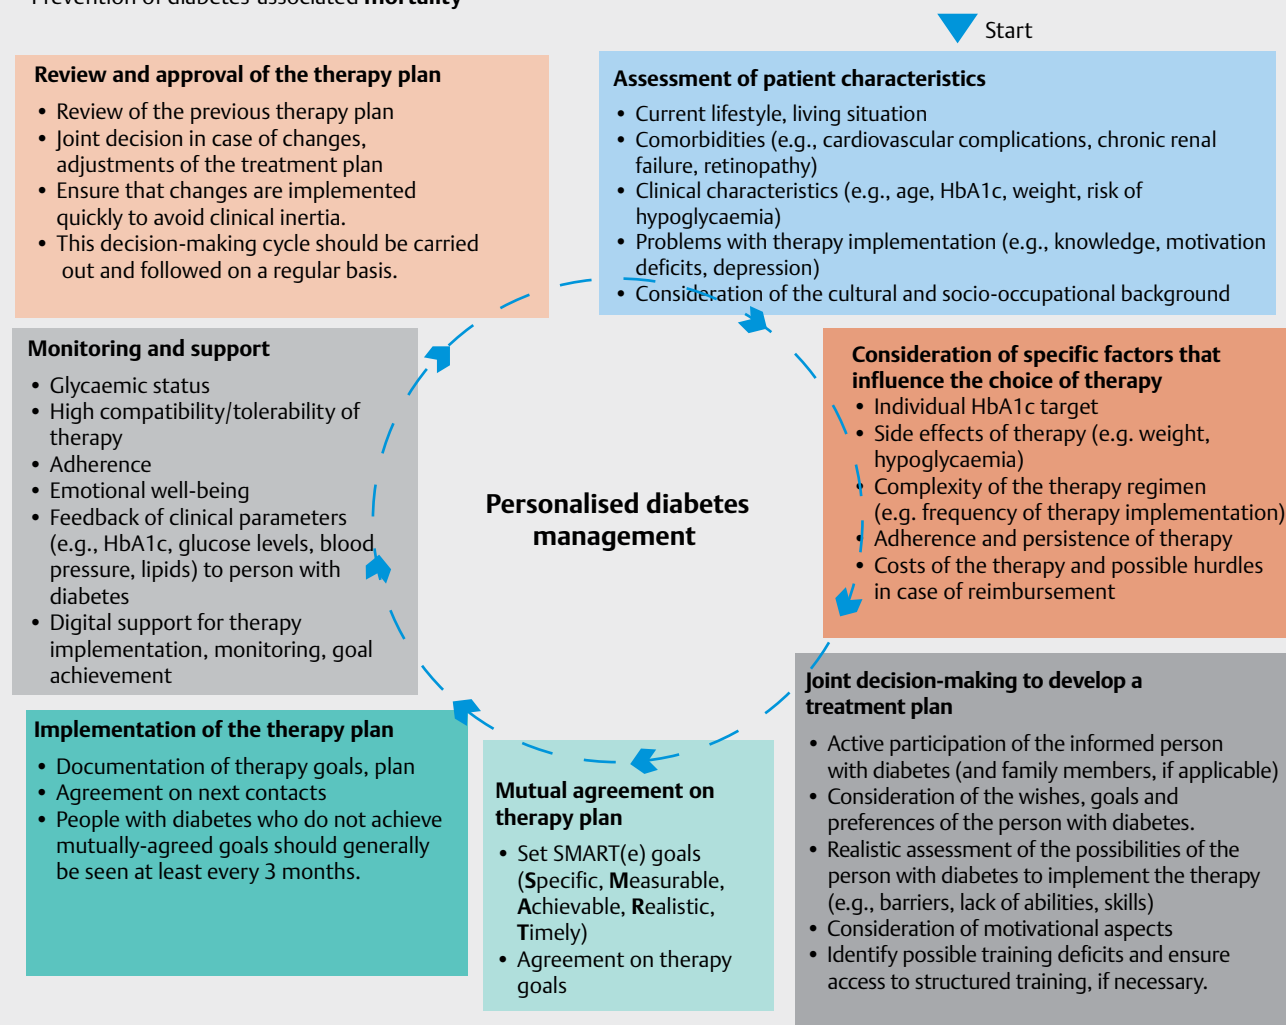 Prevention of diabetes-associated mortality
Start
Assessment of patient characteristics
• Current lifestyle, living situation
• Comorbidities (e.g., cardiovascular complications, chronic renal
failure, retinopathy)
• Clinical characteristics (e.g., age, HbA1c, weight, risk of
hypoglycaemia)
• Problems with therapy implementation (e.g., knowledge, motivation
deficits, depression)
• Consideration of the cultural and socio-occupational background
Consideration of specific factors that
influence the choice of therapy
• Individual HbA1c target
• Side effects of therapy (e.g. weight,
hypoglycaemia)
• Complexity of the therapy regimen
(e.g. frequency of therapy implementation)
• Adherence and persistence of therapy
• Costs of the therapy and possible hurdles
in case of reimbursement
Joint decision-making to develop a
treatment plan
• Active participation of the informed person
with diabetes (and family members, if applicable)
• Consideration of the wishes, goals and
preferences of the person with diabetes.
• Realistic assessment of the possibilities of the
person with diabetes to implement the therapy
(e.g., barriers, lack of abilities, skills)
• Consideration of motivational aspects
• Identify possible training deficits and ensure
access to structured training, if necessary.
Mutual agreement on
therapy plan
• Set SMART(e) goals
(Specific, Measurable,
Achievable, Realistic,
Timely)
• Agreement on therapy
goals
Implementation of the therapy plan
• Documentation of therapy goals, plan
• Agreement on next contacts
• People with diabetes who do not achieve
mutually-agreed goals should generally
be seen at least every 3 months.
Monitoring and support
• Glycaemic status
• High compatibility/tolerability of
therapy
• Adherence
• Emotional well-being
• Feedback of clinical parameters
(e.g., HbA1c, glucose levels, blood
pressure, lipids) to person with
diabetes
• Digital support for therapy
implementation, monitoring, goal
achievement
Review and approval of the therapy plan
• Review of the previous therapy plan
• Joint decision in case of changes,
adjustments of the treatment plan
• Ensure that changes are implemented
quickly to avoid clinical inertia.
• This decision-making cycle should be carried
out and followed on a regular basis.
Personalised diabetes
management